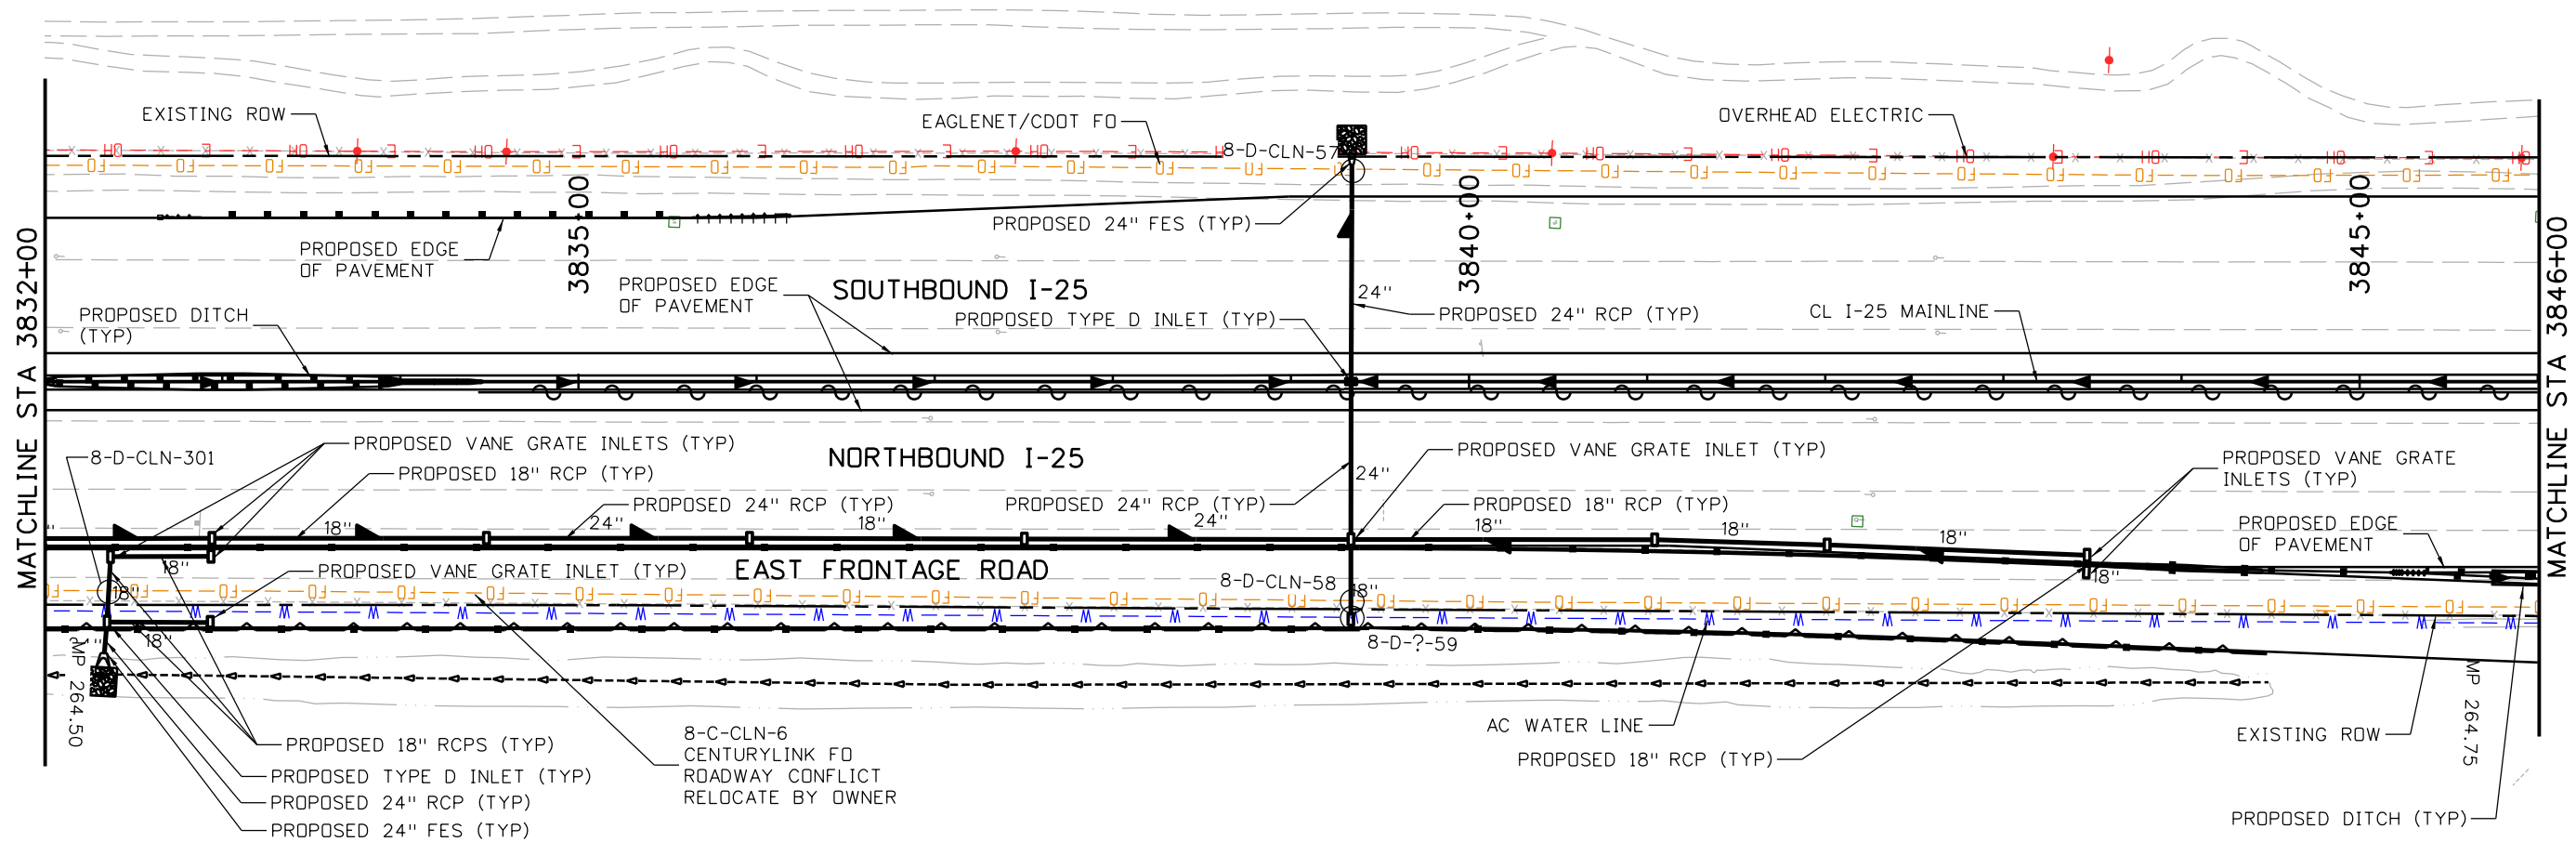 EXISTING ROW
EAGLENET/CDOT FO
OVERHEAD ELECTRIC
8-D-CLN-57
PROPOSED 24" FES (TYP)
3835+00
3840+00
3845+00
PROPOSED EDGE
OF PAVEMENT
PROPOSED EDGE
OF PAVEMENT
SOUTHBOUND I-25
24"
PROPOSED DITCH
(TYP)
PROPOSED TYPE D INLET (TYP)
PROPOSED 24" RCP (TYP)
CL I-25 MAINLINE
MATCHLINE STA 3832+00
MATCHLINE STA 3846+00
PROPOSED VANE GRATE INLETS (TYP)
8-D-CLN-301
NORTHBOUND I-25
PROPOSED VANE GRATE INLET (TYP)
PROPOSED VANE GRATE
INLETS (TYP)
PROPOSED 18" RCP (TYP)
24"
PROPOSED 24" RCP (TYP)
PROPOSED 24" RCP (TYP)
PROPOSED 18" RCP (TYP)
18"
24"
18"
24"
18"
18"
18"
PROPOSED EDGE
OF PAVEMENT
18"
PROPOSED VANE GRATE INLET (TYP)
EAST FRONTAGE ROAD
8-D-CLN-58
18"
18"
18"
18"
8-D-?-59
MP 264.50
MP 264.75
8-C-CLN-6
CENTURYLINK FO
ROADWAY CONFLICT
RELOCATE BY OWNER
AC WATER LINE
PROPOSED 18" RCP (TYP)
EXISTING ROW
PROPOSED 18" RCPS (TYP)
PROPOSED TYPE D INLET (TYP)
PROPOSED 24" RCP (TYP)
PROPOSED 24" FES (TYP)
PROPOSED DITCH (TYP)